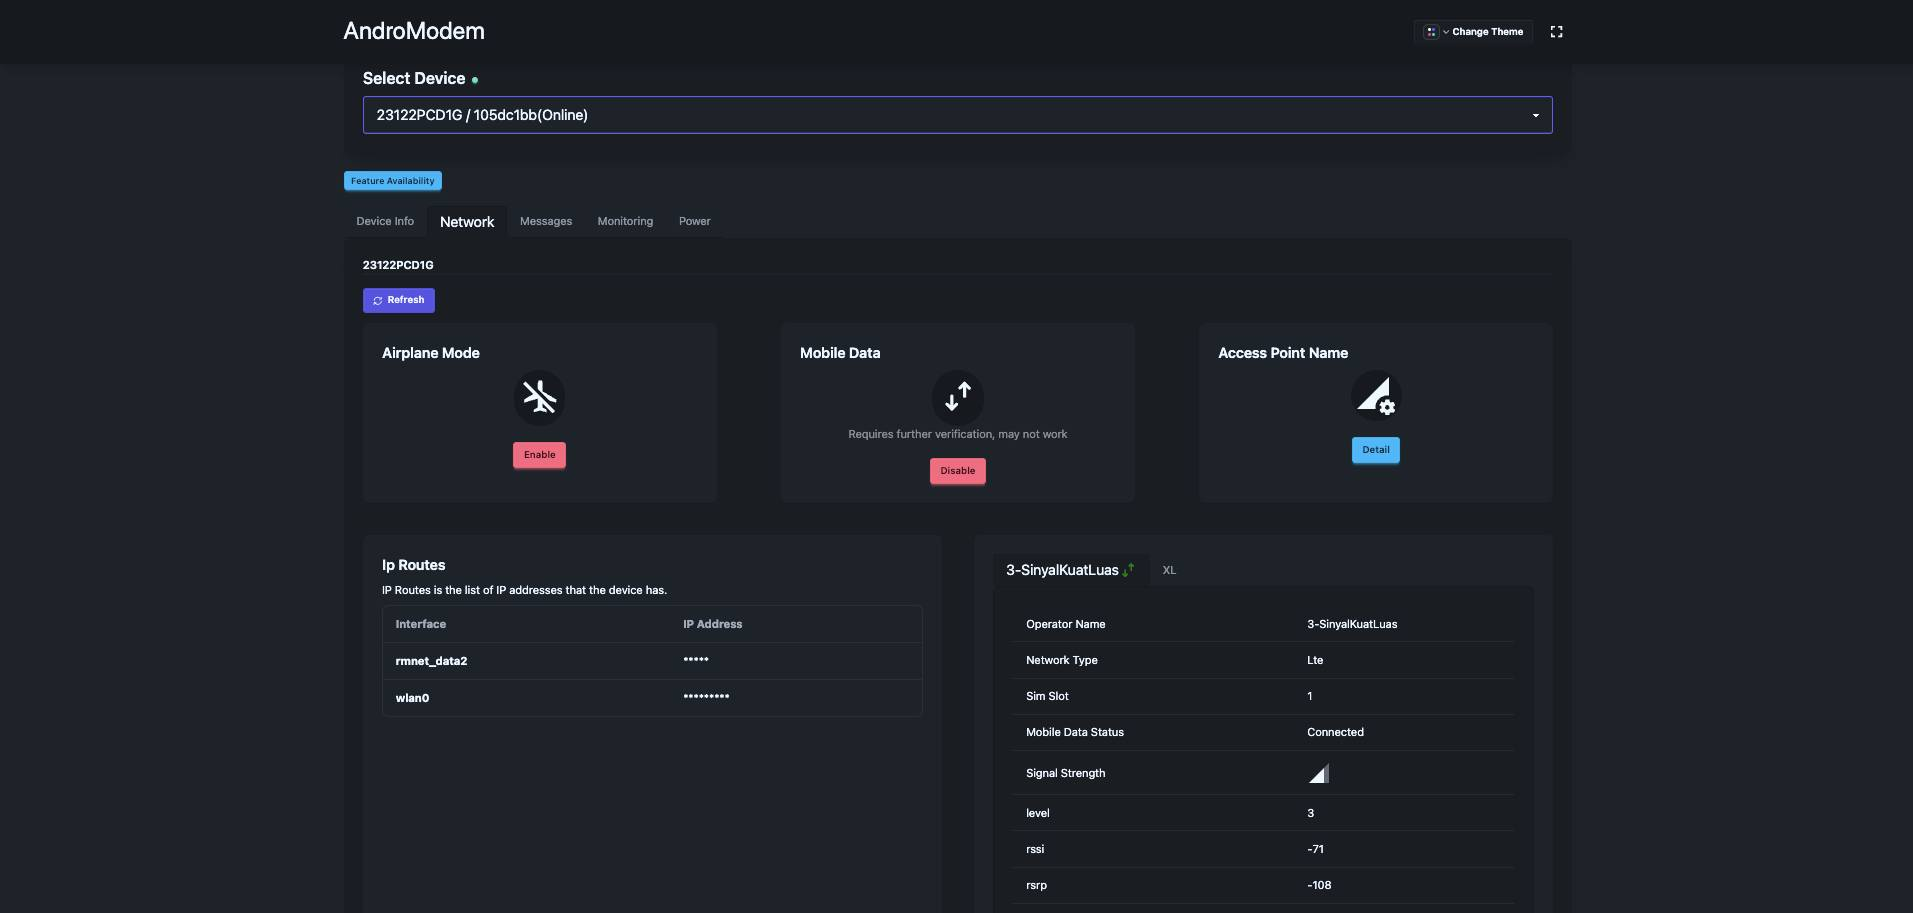 AndroModem
Change Theme
Select Device
23122PCD1G / 105dc1bb(Online)
Feature Availability
Device Info Network Messages Monitoring Power
23122PCD1G
Refresh
Airplane Mode
Enable
Mobile Data
Requires further verification, may not work
Disable
Access Point Name
Detail
Ip Routes
IP Routes is the list of IP addresses that the device has.
Interface IP Address
rmnet_data2 *****
wlan0 *********
3-SinyalKuatLuas XL
Operator Name 3-SinyalKuatLuas
Network Type Lte
Sim Slot 1
Mobile Data Status Connected
Signal Strength
level 3
rssi -71
rsrp -108